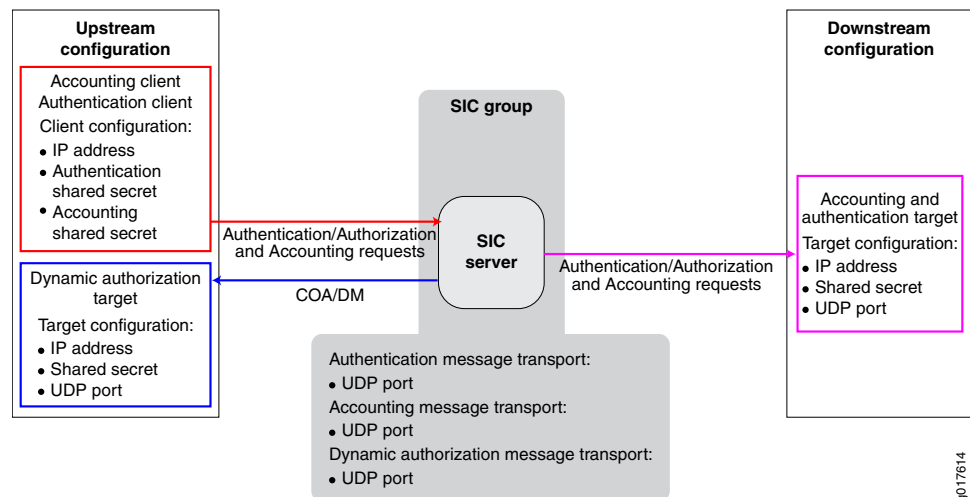 Upstream
configuration
Accounting client
Authentication client
Client configuration:
• IP address
• Authentication
shared secret
• Accounting
shared secret
Dynamic authorization
target
Target configuration:
• IP address
• Shared secret
• UDP port
Authentication/Authorization
and Accounting requests
COA/DM
SIC group
SIC
server
Authentication message transport:
• UDP port
Accounting message transport:
• UDP port
Dynamic authorization message transport:
• UDP port
Authentication/Authorization
and Accounting requests
Downstream
configuration
Accounting and
authentication target
Target configuration:
• IP address
• Shared secret
• UDP port